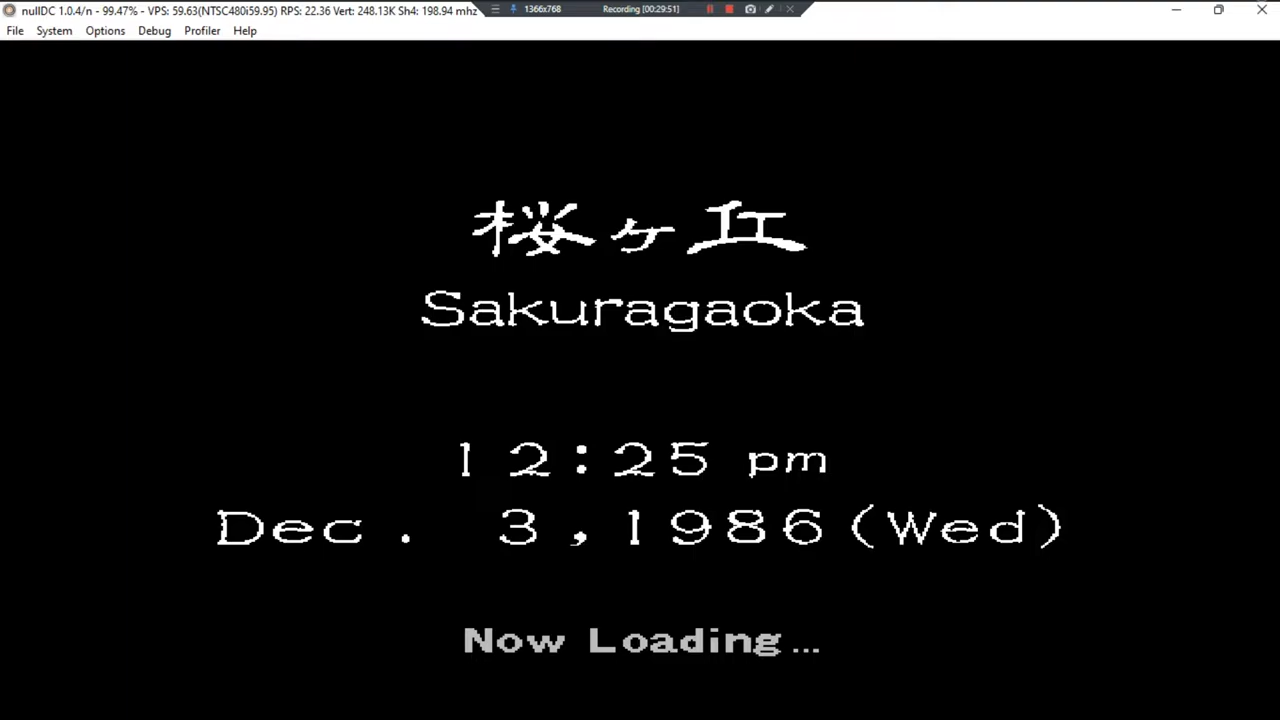 nullDC 1.0.4/n - 99.47% - VPS: 59.63(NTSC480i59.95) RPS: 22.36 Vert: 248.13K Sh4: 198.94 mhz
1366x768 Recording [00:29:51]
File System Options Debug Profiler Help
桜ヶ丘
Sakuragaoka
12:25 pm
Dec. 3,1986(Wed)
Now Loading...